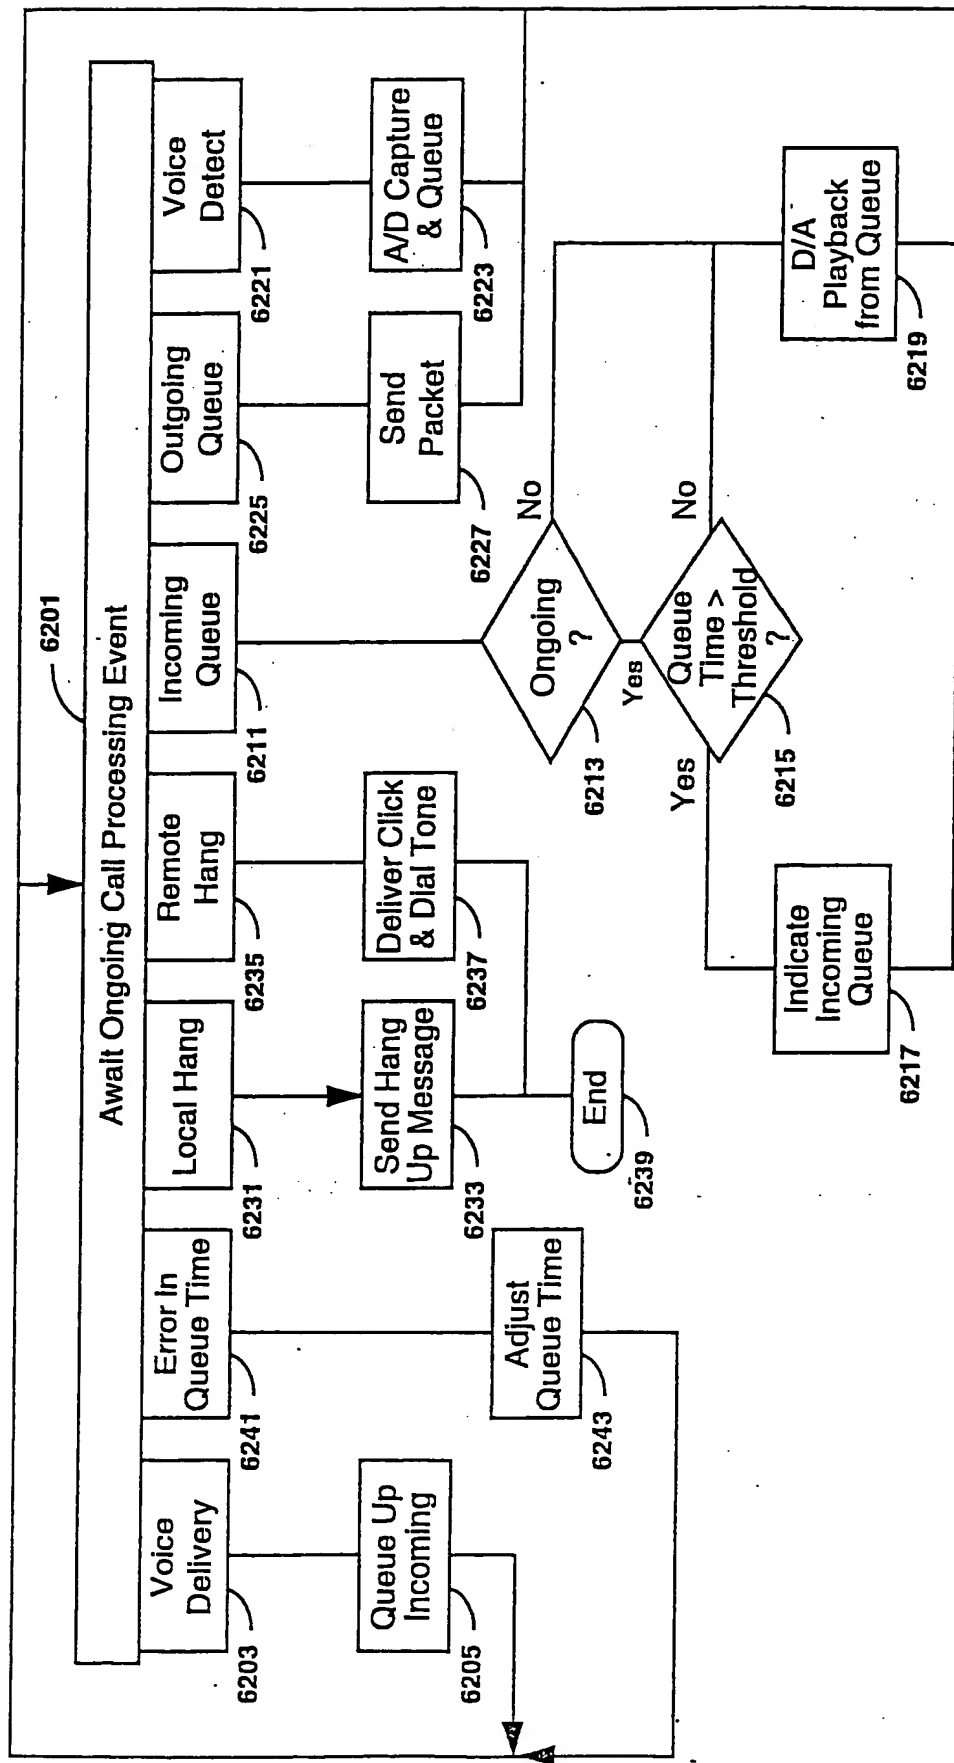 6201
Await Ongoing Call Processing Event
Voice
Delivery
6203
Error In
Queue Time
6241
Local Hang
6231
Remote
Hang
6235
Incoming
Queue
6211
Outgoing
Queue
6225
Voice
Detect
6221
Queue Up
Incoming
6205
Send Hang
Up Message
6233
Deliver Click
& Dial Tone
6237
Send
Packet
6227
A/D Capture
& Queue
6223
Adjust
Queue Time
6243
End
6239
Ongoing
?
6213
No
Yes
Queue
Time >
Threshold
?
6215
Yes
No
Indicate
Incoming
Queue
6217
D/A
Playback
from Queue
6219